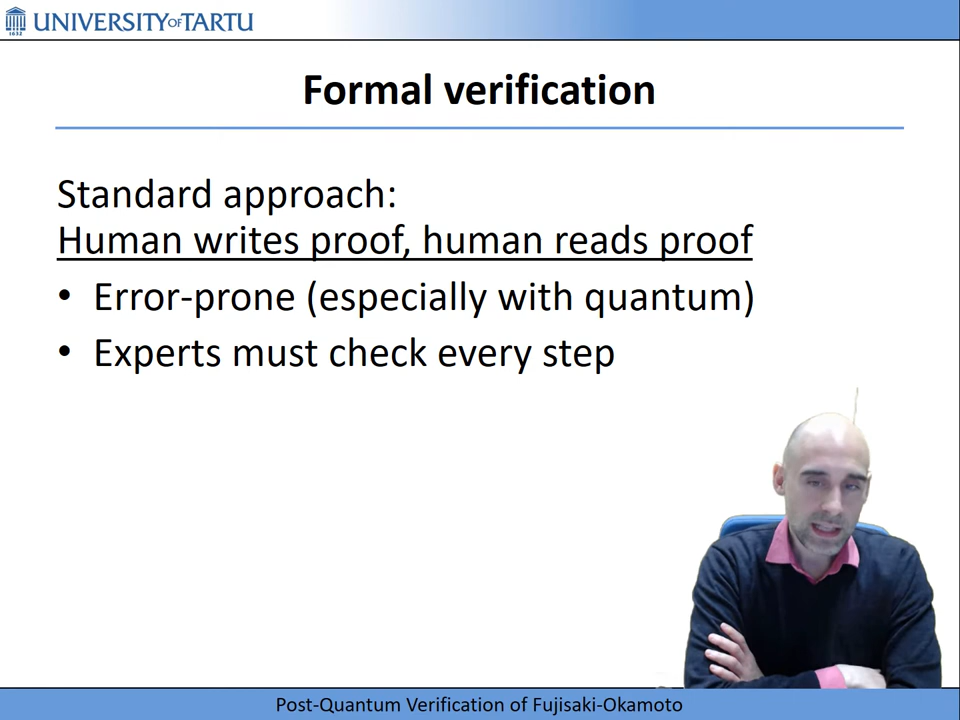 UNIVERSITY OF TARTU
1632
Formal verification
Standard approach:
Human writes proof, human reads proof
• Error-prone (especially with quantum)
• Experts must check every step
Post-Quantum Verification of Fujisaki-Okamoto